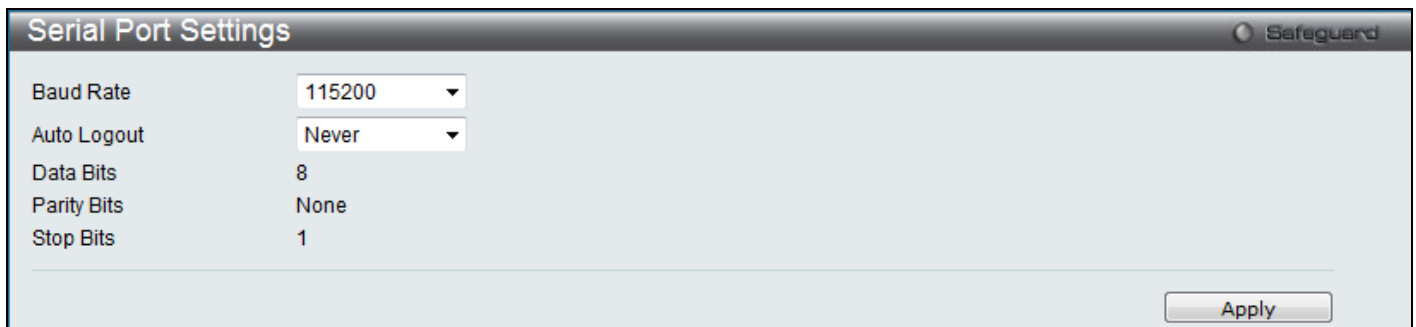 Serial Port Settings
Safeguard
Baud Rate 115200
Auto Logout Never
Data Bits 8
Parity Bits None
Stop Bits 1
Apply